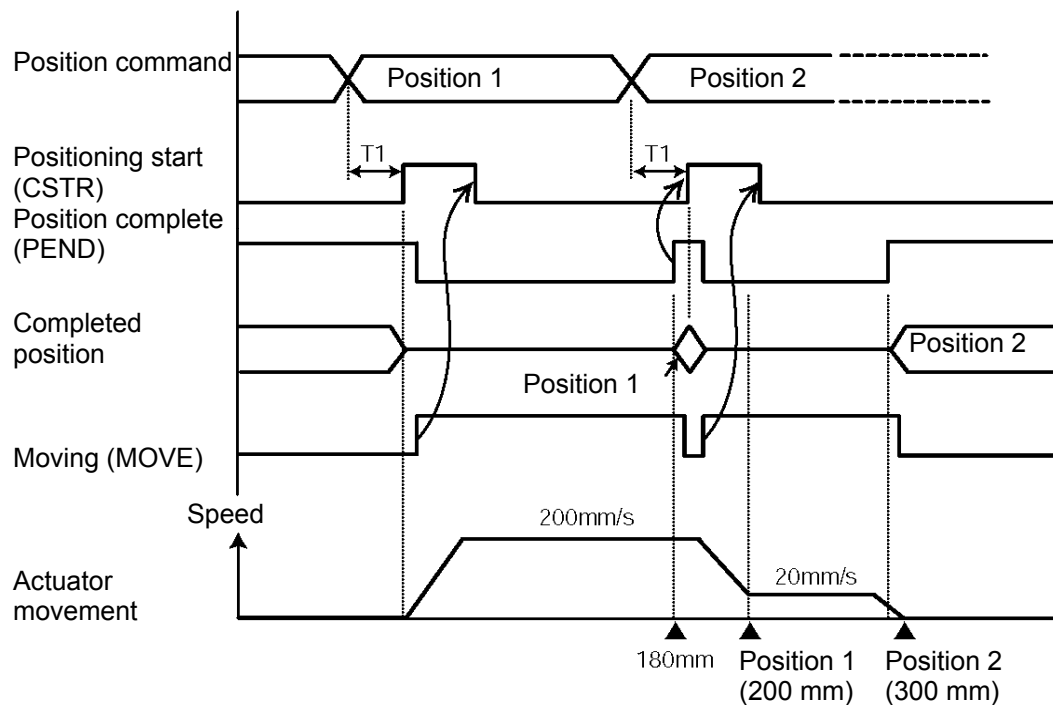 Position command
Position 1
Position 2
T1
T1
Positioning start
(CSTR)
Position complete
(PEND)
Completed
position
Position 1
Position 2
Moving (MOVE)
Speed
200mm/s
20mm/s
Actuator
movement
180mm
Position 1
(200 mm)
Position 2
(300 mm)